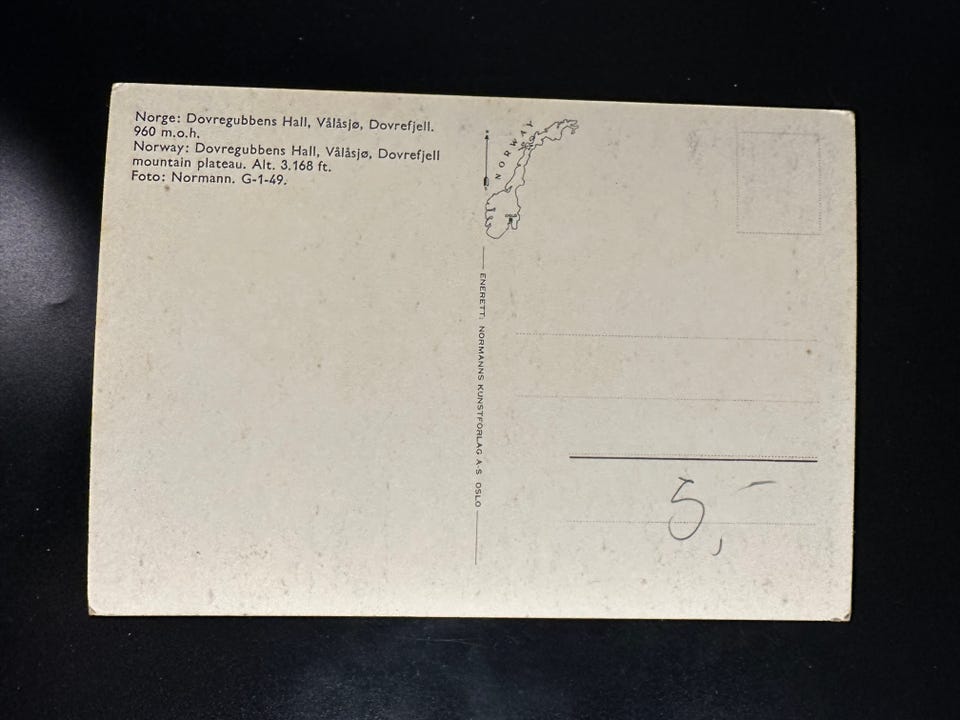 Norge: Dovregubbens Hall, Vålåsjø, Dovrefjell.
960 m.o.h.
Norway: Dovregubbens Hall, Vålåsjø, Dovrefjell
mountain plateau. Alt. 3.168 ft.
Foto: Normann. G-1-49.
NORWAY
OSLO
ENERETT: NORMANNS KUNSTFORLAG A-S OSLO
5,-